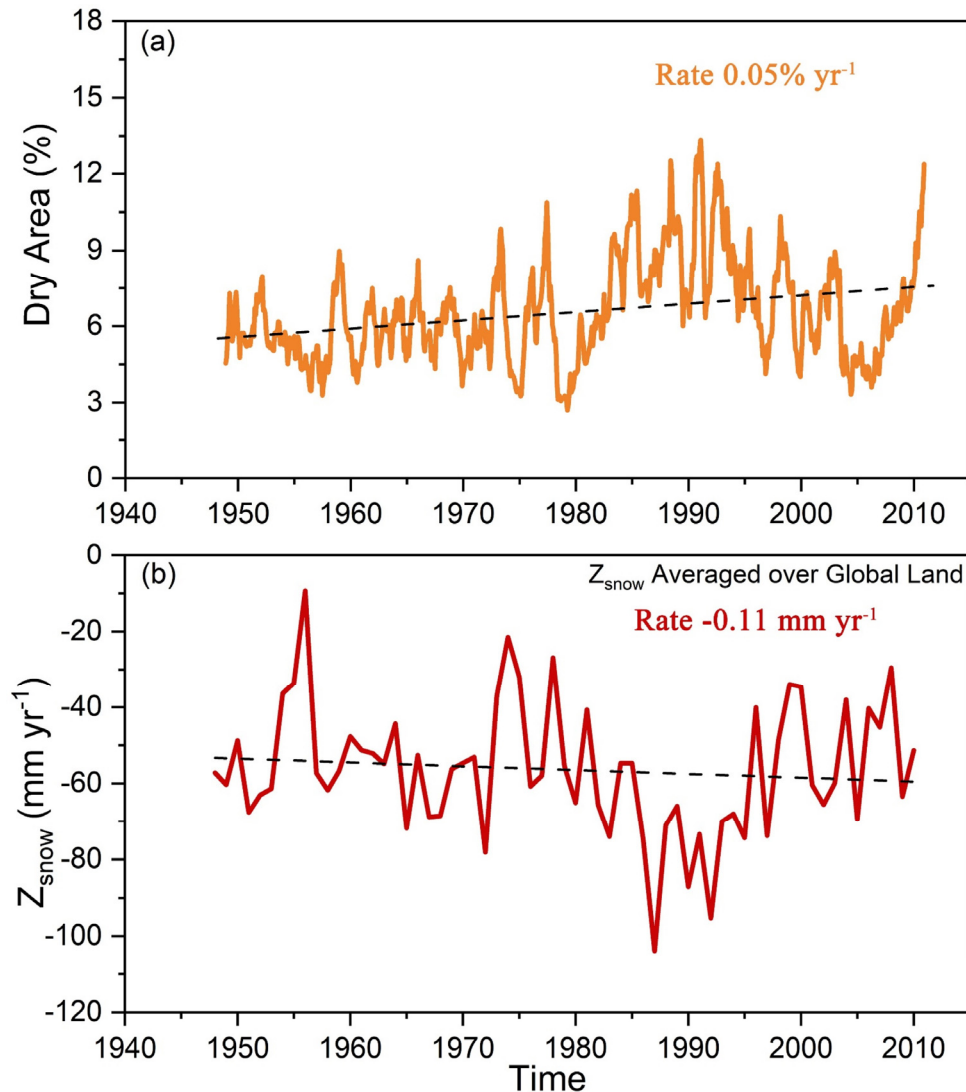 (a)
Rate 0.05% yr⁻¹
Dry Area (%)
18
15
12
9
6
3
0
1940 1950 1960 1970 1980 1990 2000 2010
(b)
Z_snow Averaged over Global Land
Rate -0.11 mm yr⁻¹
Z_snow (mm yr⁻¹)
0
-20
-40
-60
-80
-100
-120
1940 1950 1960 1970 1980 1990 2000 2010
Time